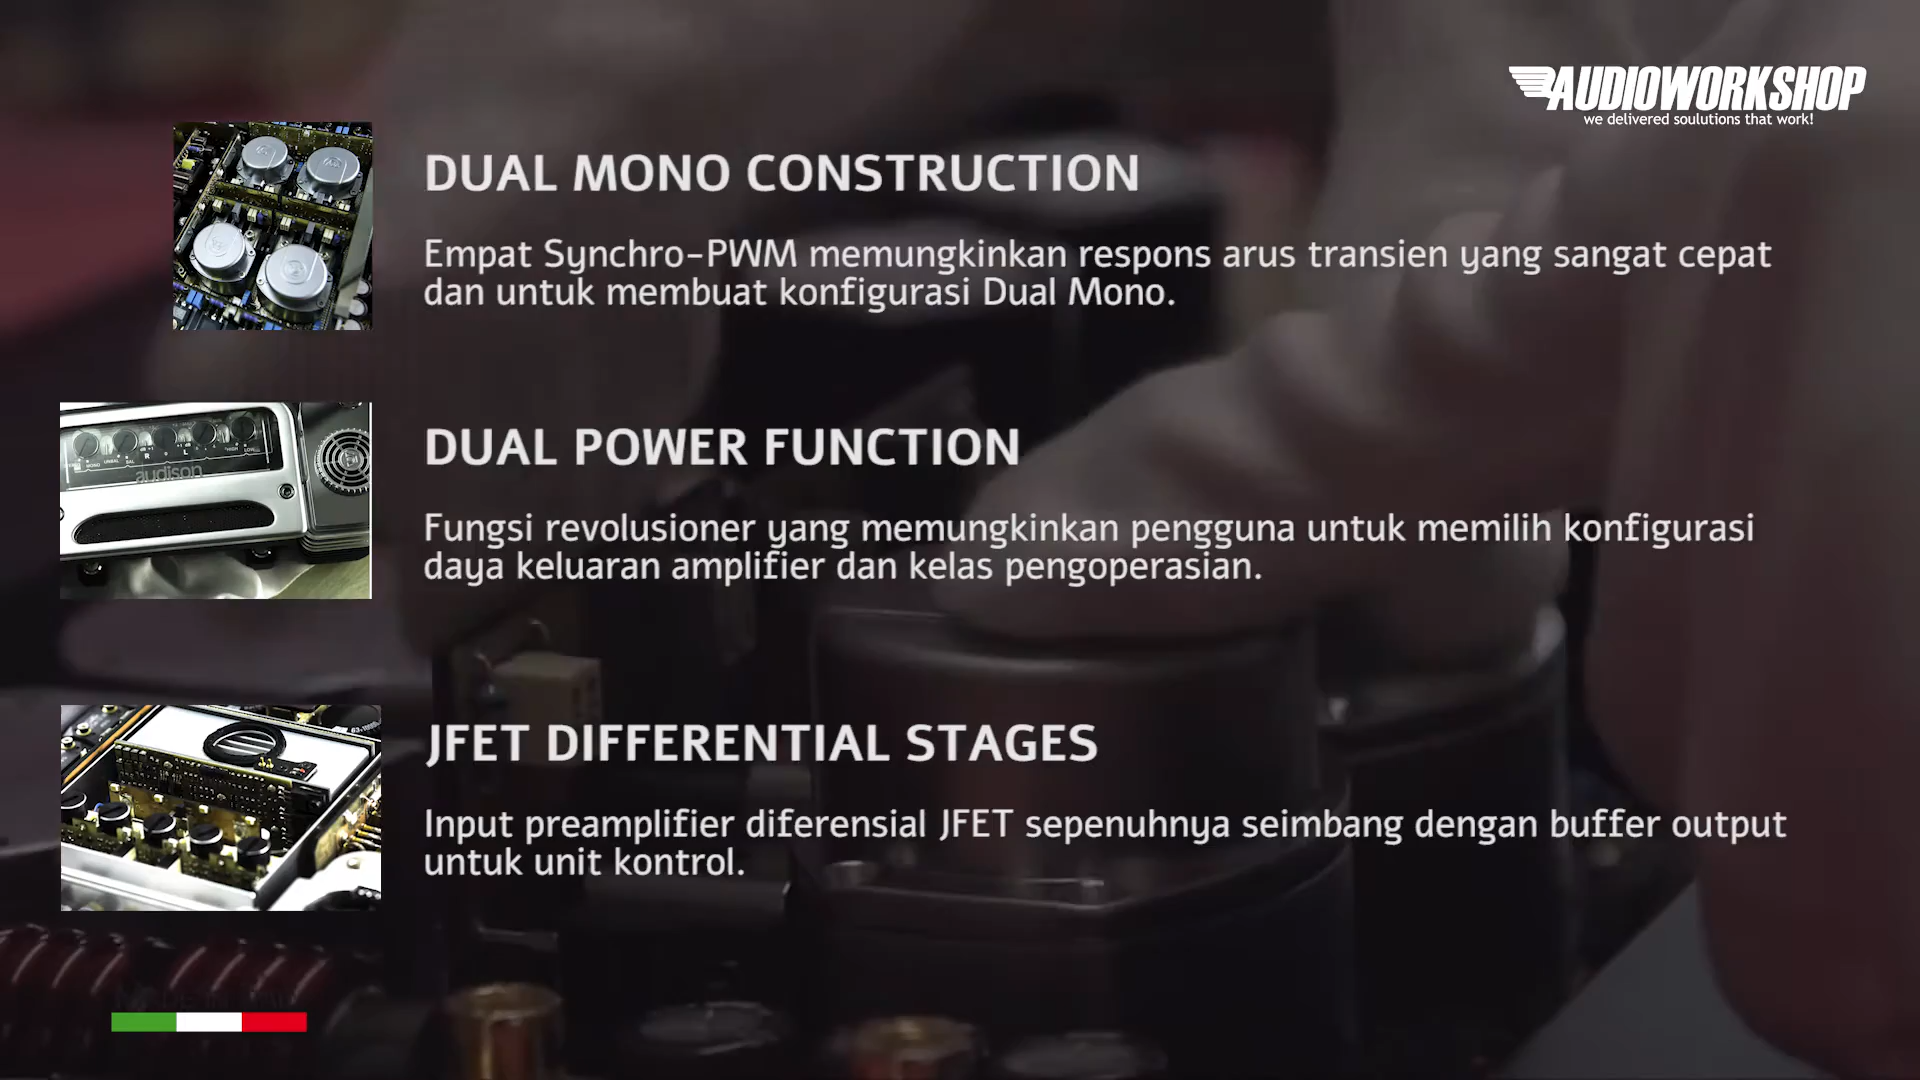 AUDIOWORKSHOP
we delivered soulutions that work!
DUAL MONO CONSTRUCTION
Empat Synchro-PWM memungkinkan respons arus transien yang sangat cepat
dan untuk membuat konfigurasi Dual Mono.
audison
DUAL POWER FUNCTION
Fungsi revolusioner yang memungkinkan pengguna untuk memilih konfigurasi
daya keluaran amplifier dan kelas pengoperasian.
JFET DIFFERENTIAL STAGES
Input preamplifier diferensial JFET sepenuhnya seimbang dengan buffer output
untuk unit kontrol.